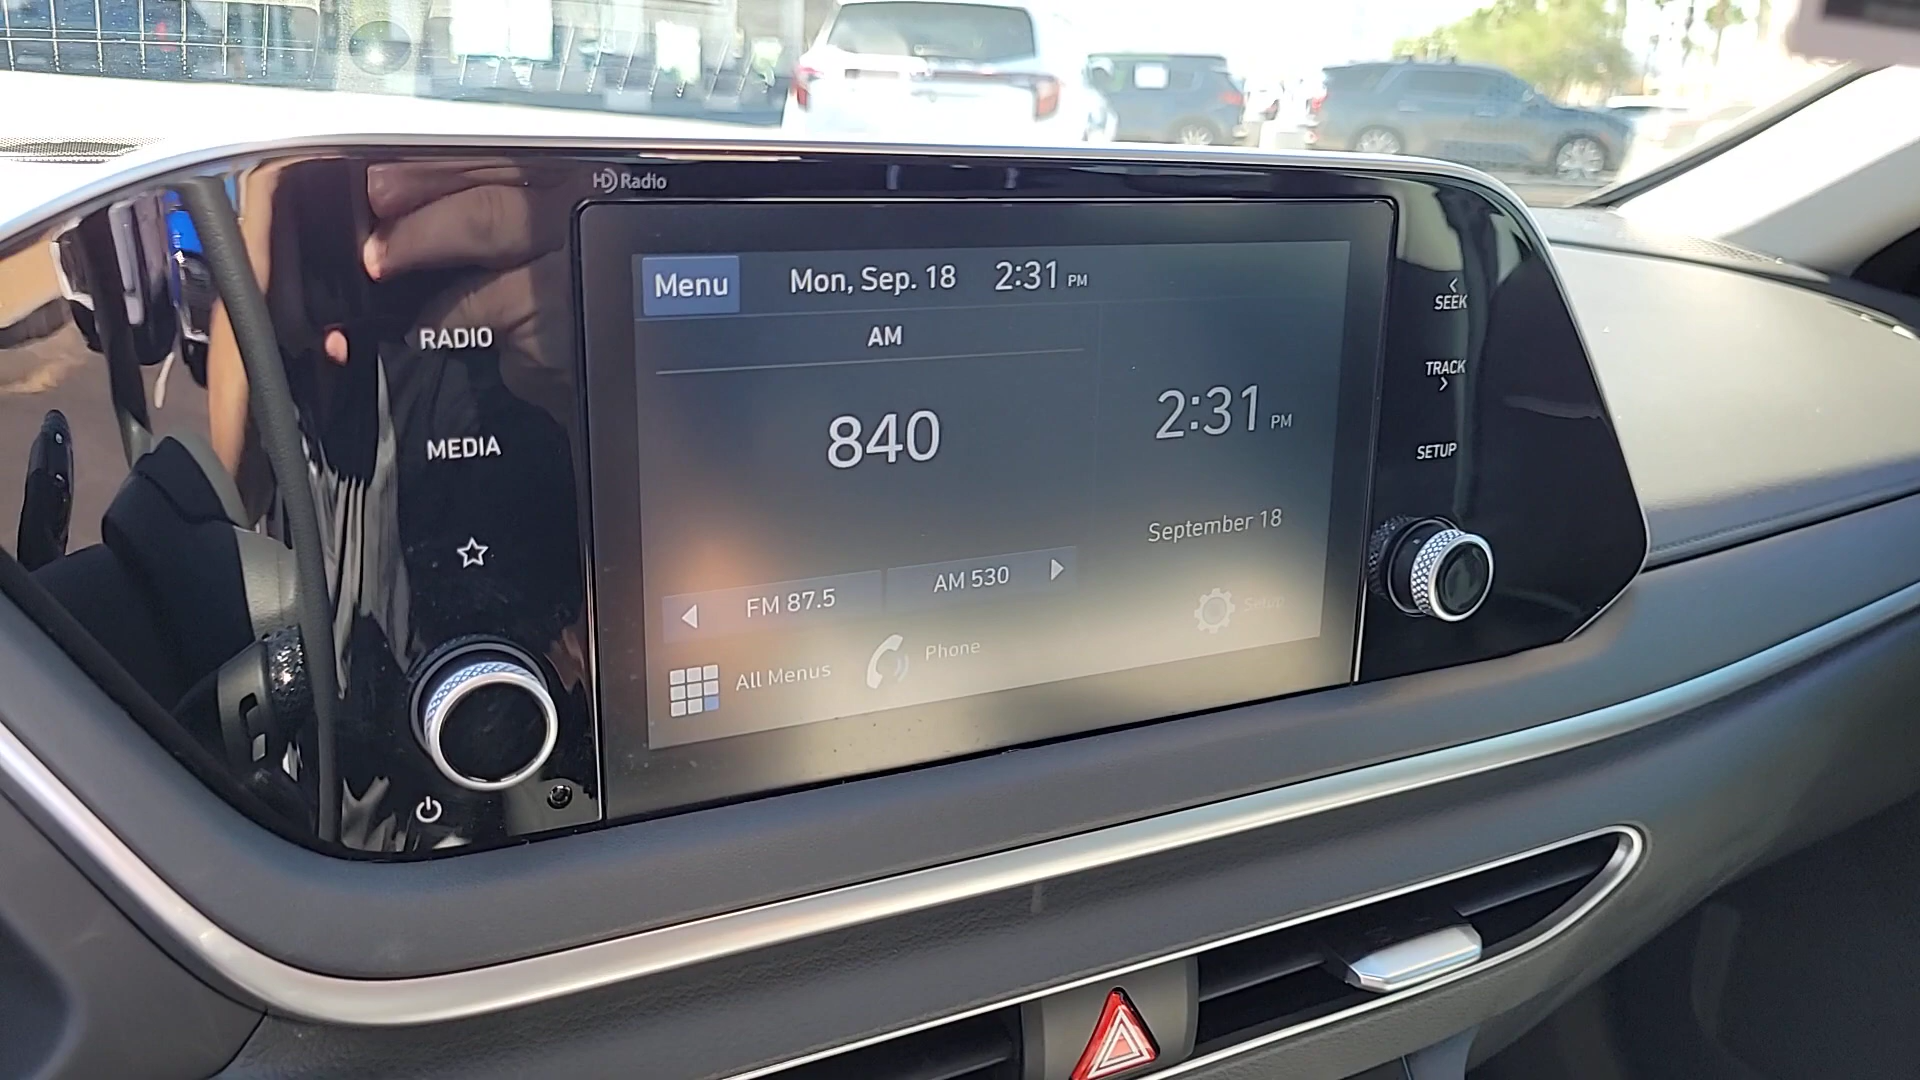 HD Radio
Menu Mon, Sep. 18 2:31 PM
RADIO
AM
SEEK
TRACK
MEDIA
840
2:31 PM
SETUP
September 18
FM 87.5
AM 530
All Menus
Phone
Setup